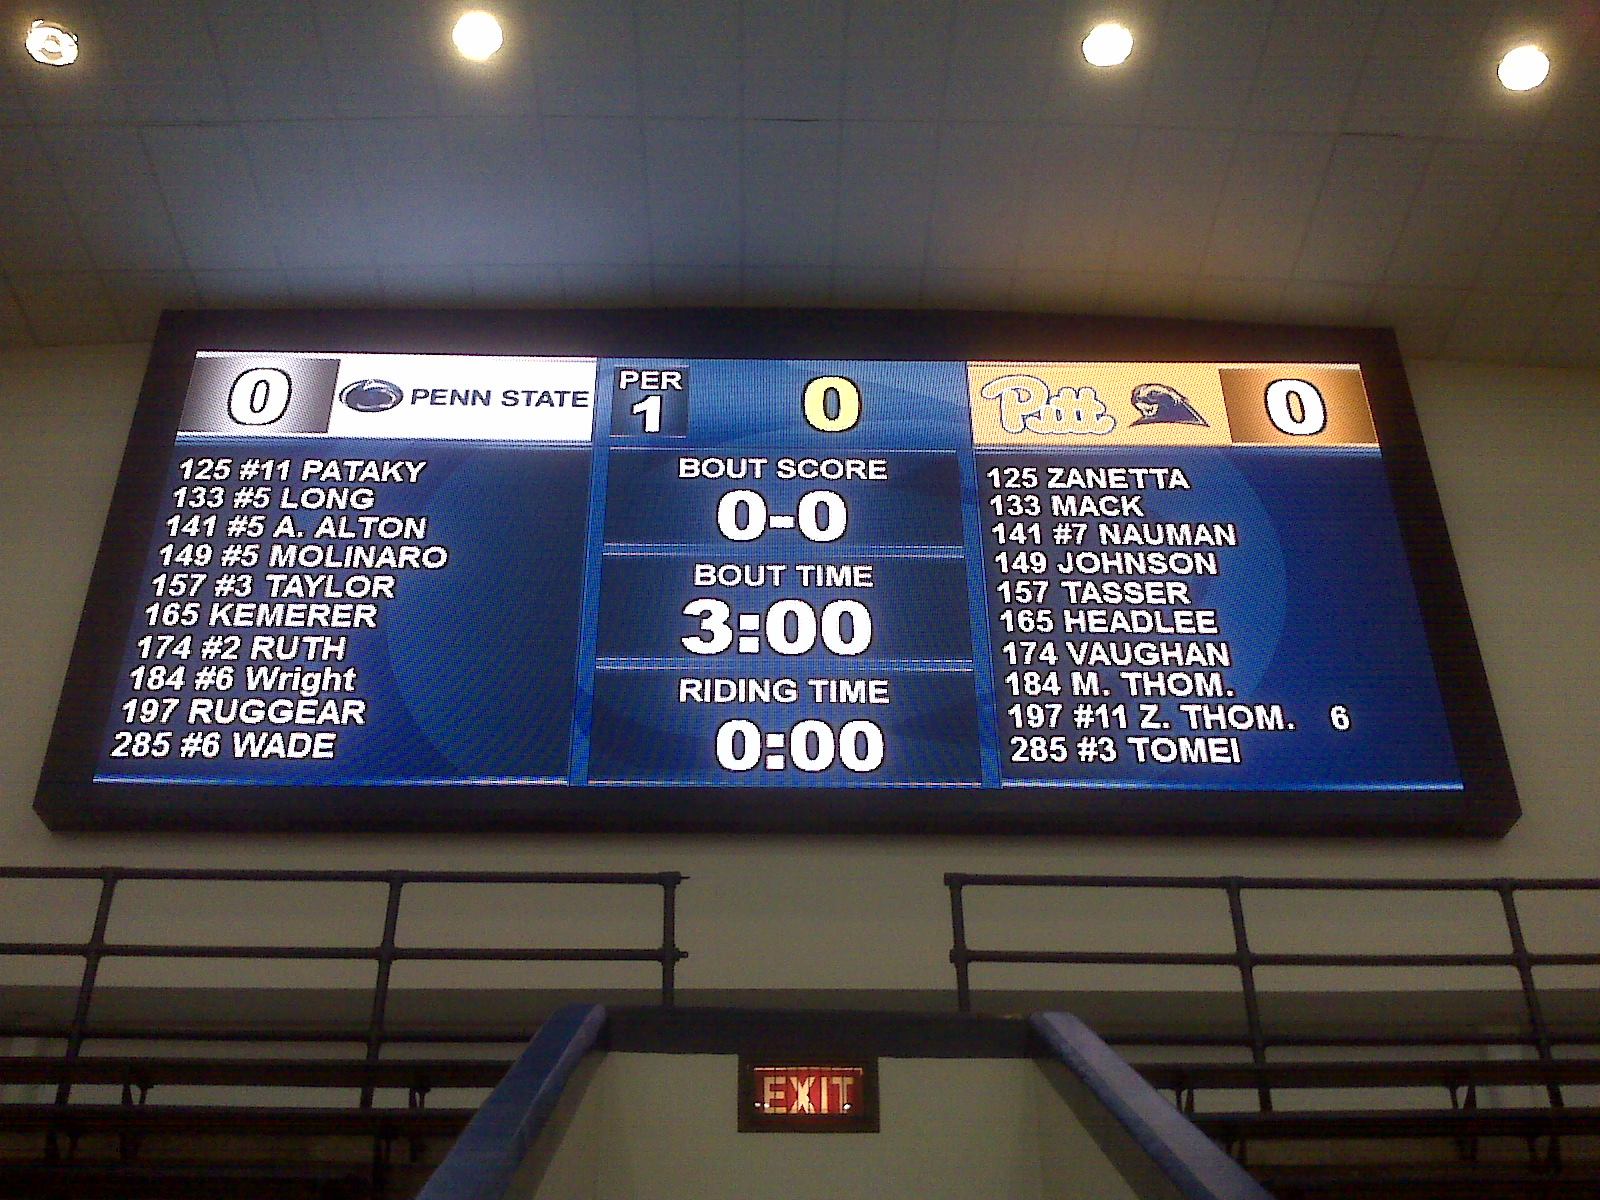 0 PENN STATE
125 #11 PATAKY
133 #5 LONG
141 #5 A. ALTON
149 #5 MOLINARO
157 #3 TAYLOR
165 KEMERER
174 #2 RUTH
184 #6 Wright
197 RUGGEAR
285 #6 WADE
PER
1
0
BOUT SCORE
0-0
BOUT TIME
3:00
RIDING TIME
0:00
Pitt 0
125 ZANETTA
133 MACK
141 #7 NAUMAN
149 JOHNSON
157 TASSER
165 HEADLEE
174 VAUGHAN
184 M. THOM.
197 #11 Z. THOM. 6
285 #3 TOMEI
EXIT